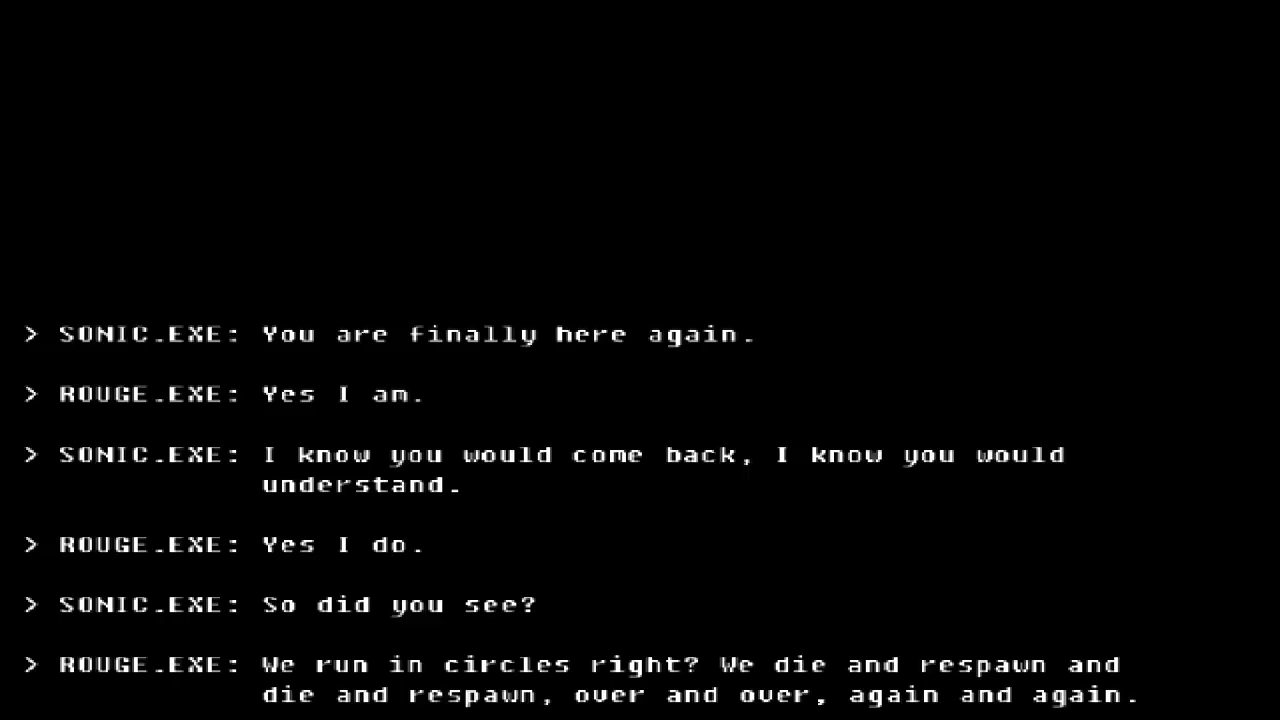 > SONIC.EXE: You are finally here again.
> ROUGE.EXE: Yes I am.
> SONIC.EXE: I know you would come back, I know you would
understand.
> ROUGE.EXE: Yes I do.
> SONIC.EXE: So did you see?
> ROUGE.EXE: We run in circles right? We die and respawn and
die and respawn, over and over, again and again.